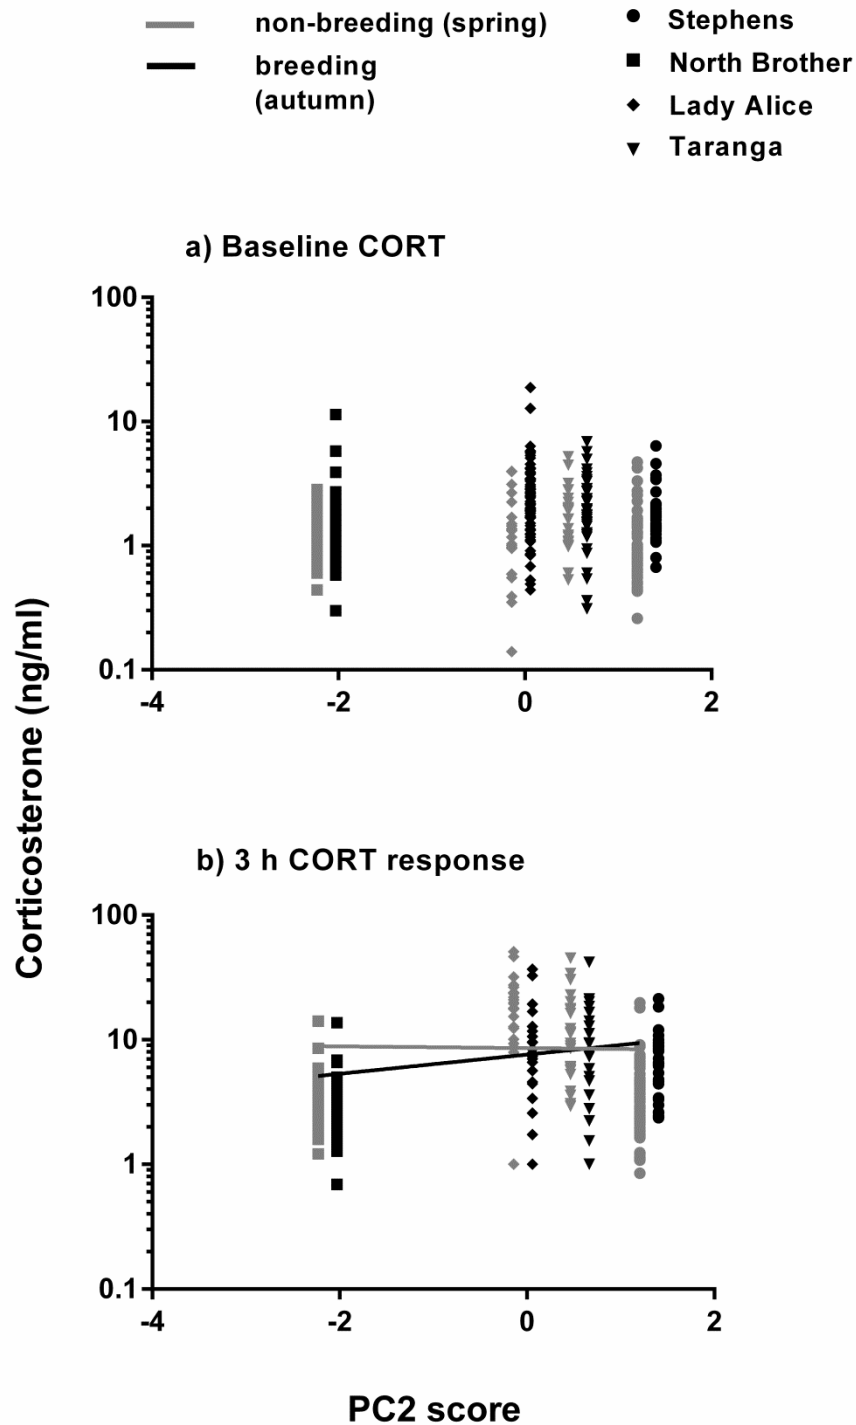 non-breeding (spring)
breeding
(autumn)
Stephens
North Brother
Lady Alice
Taranga
a) Baseline CORT
100
10
1
0.1
-4
-2
0
2
Corticosterone (ng/ml)
b) 3 h CORT response
100
10
1
0.1
-4
-2
0
2
PC2 score